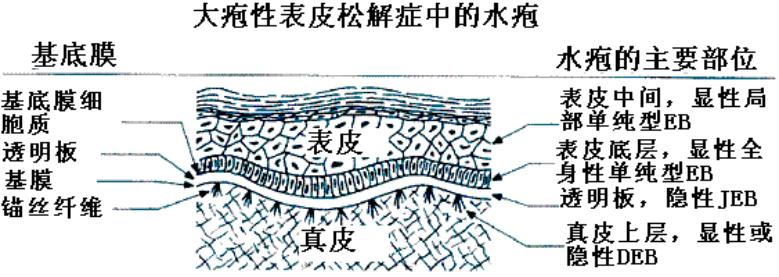 大疱性表皮松解症中的水疱
基底膜
水疱的主要部位
基底膜细
胞质
透明板
基膜
锚丝纤维
表皮
真皮
表皮中间，显性局
部单纯型EB
表皮底层，显性全
身性单纯型EB
透明板，隐性JEB
真皮上层，显性或
隐性DEB